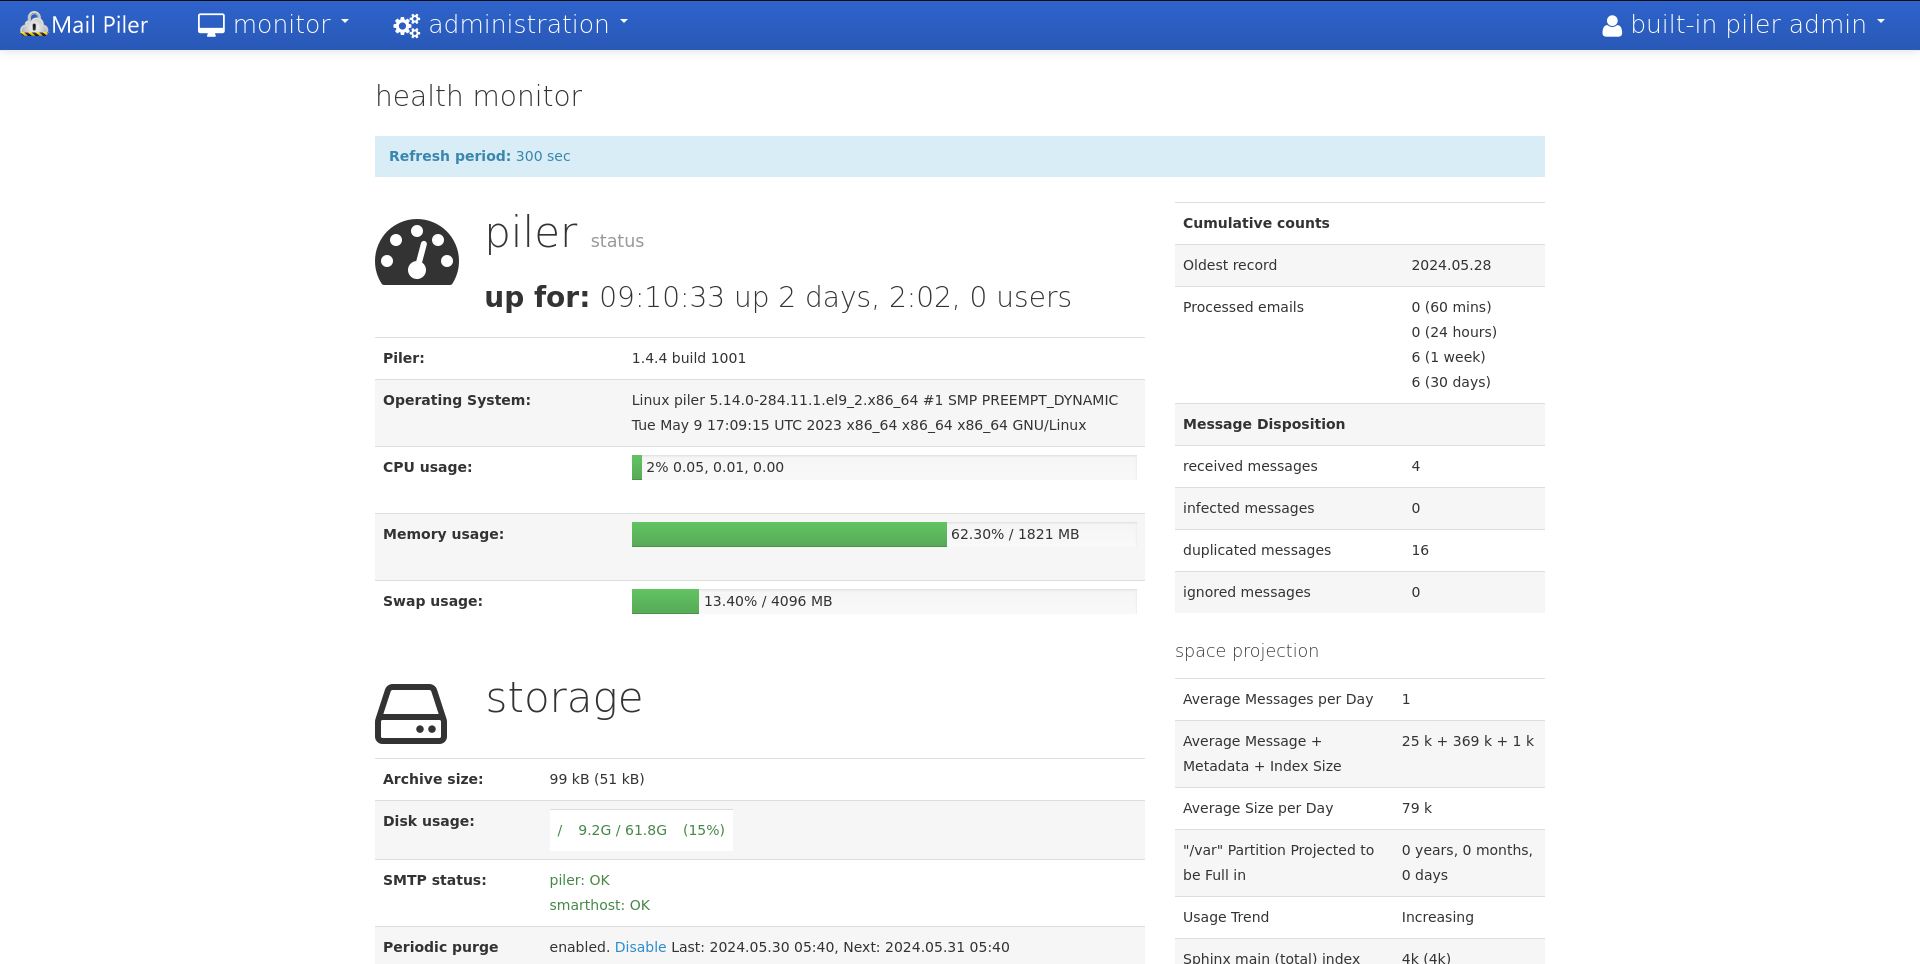 Mail Piler monitor administration built-in piler admin
health monitor
Refresh period: 300 sec
piler status
up for: 09:10:33 up 2 days, 2:02, 0 users
Piler: 1.4.4 build 1001
Operating System: Linux piler 5.14.0-284.11.1.el9_2.x86_64 #1 SMP PREEMPT_DYNAMIC
Tue May 9 17:09:15 UTC 2023 x86_64 x86_64 x86_64 GNU/Linux
CPU usage: 2% 0.05, 0.01, 0.00
Memory usage: 62.30% / 1821 MB
Swap usage: 13.40% / 4096 MB
storage
Archive size: 99 kB (51 kB)
Disk usage: / 9.2G / 61.8G (15%)
SMTP status: piler: OK
smarthost: OK
Periodic purge enabled. Disable Last: 2024.05.30 05:40, Next: 2024.05.31 05:40
Cumulative counts
Oldest record 2024.05.28
Processed emails 0 (60 mins)
0 (24 hours)
6 (1 week)
6 (30 days)
Message Disposition
received messages 4
infected messages 0
duplicated messages 16
ignored messages 0
space projection
Average Messages per Day 1
Average Message + 25 k + 369 k + 1 k
Metadata + Index Size
Average Size per Day 79 k
"/var" Partition Projected to 0 years, 0 months,
be Full in 0 days
Usage Trend Increasing
Sphinx main (total) index 4k (4k)